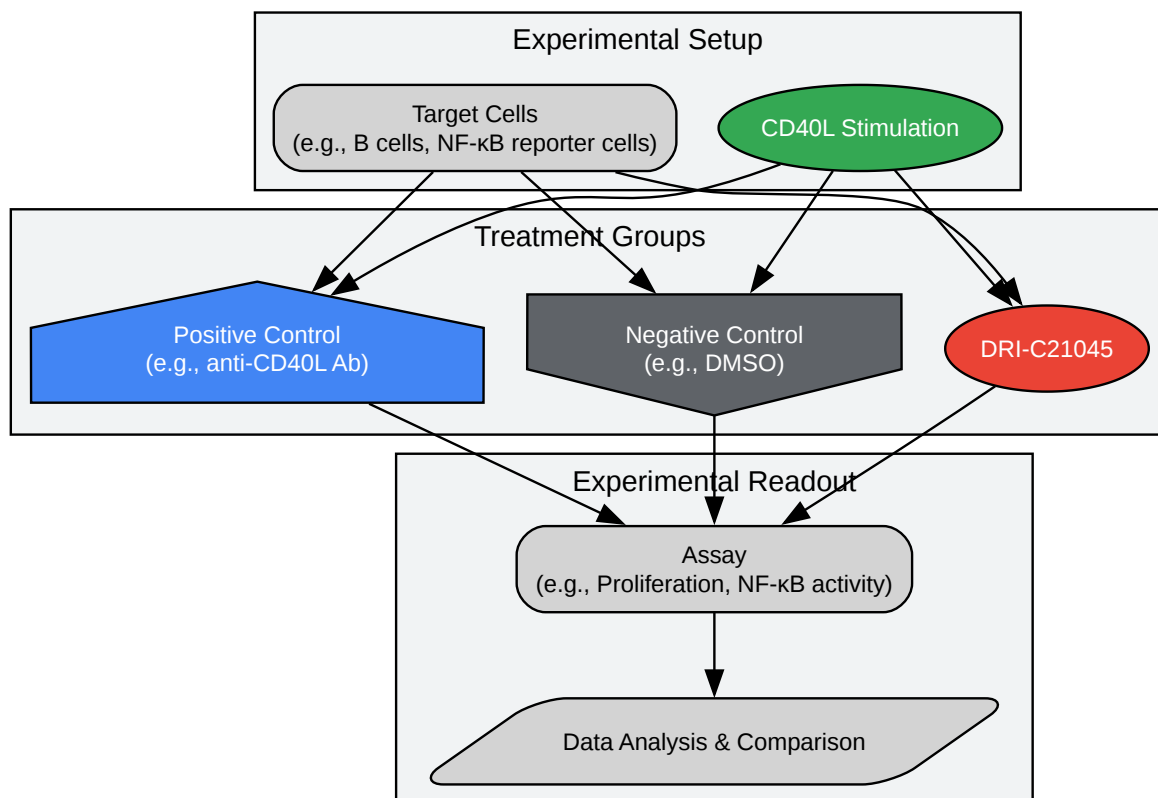 Experimental Setup
Target Cells
(e.g., B cells, NF-κB reporter cells)
CD40L Stimulation
Treatment Groups
Positive Control
(e.g., anti-CD40L Ab)
Negative Control
(e.g., DMSO)
DRI-C21045
Experimental Readout
Assay
(e.g., Proliferation, NF-κB activity)
Data Analysis & Comparison